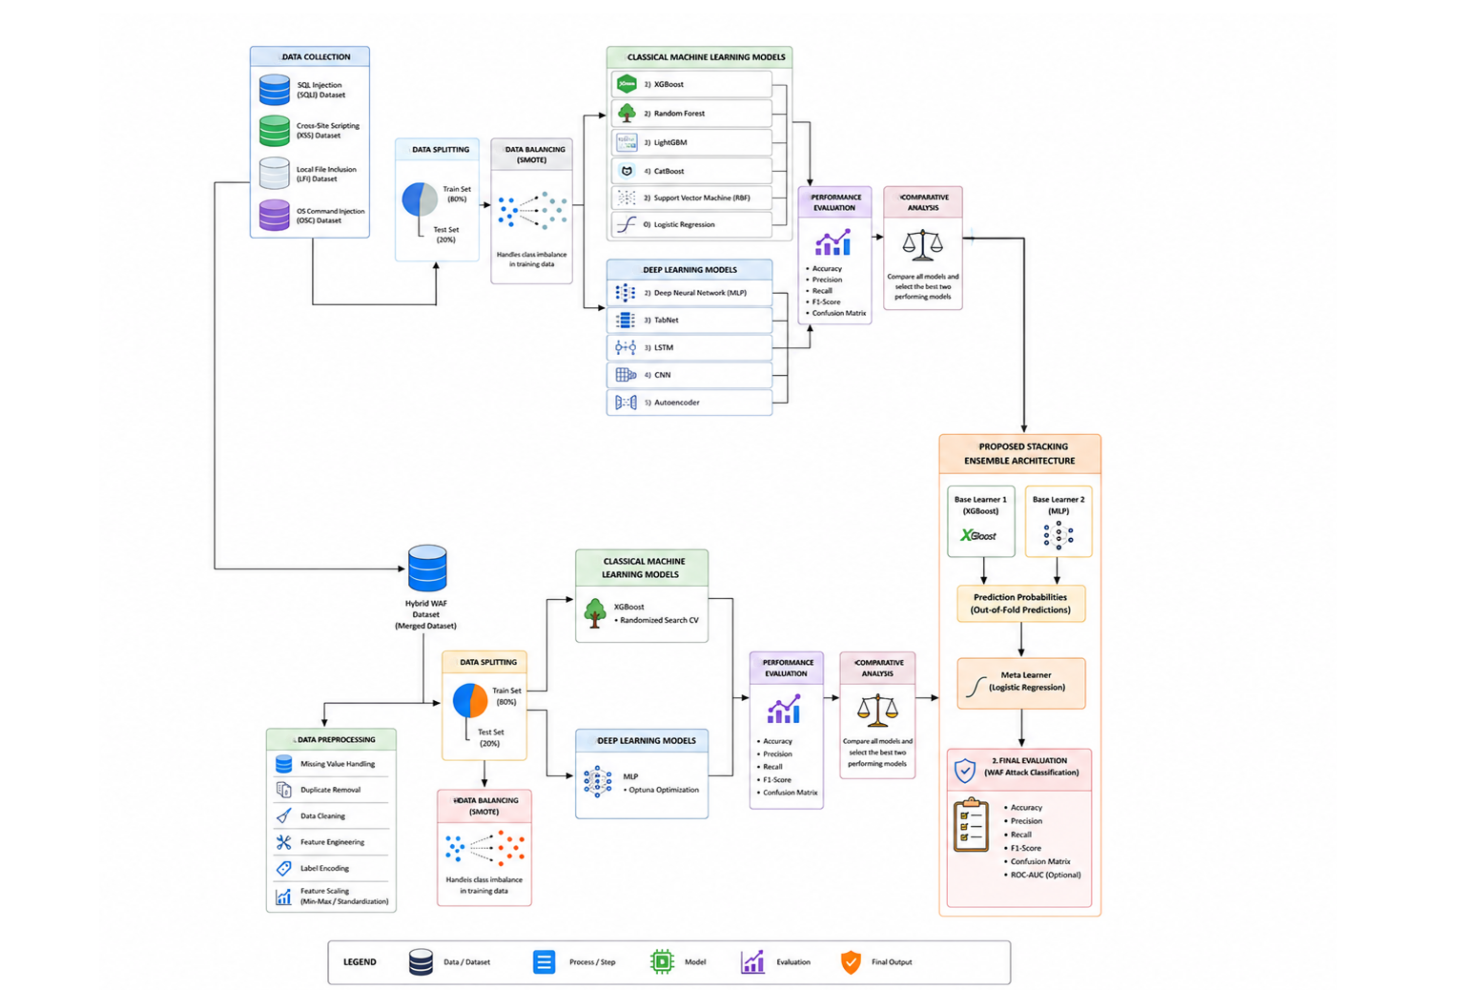 DATA COLLECTION
SQL Injection
(SQLI) Dataset
Cross-Site Scripting
(XSS) Dataset
Local File Inclusion
(LFI) Dataset
OS Command Injection
(OSC) Dataset
DATA SPLITTING
Train Set
(80%)
Test Set
(20%)
DATA BALANCING
(SMOTE)
Handles class imbalance
in training data
CLASSICAL MACHINE LEARNING MODELS
2) XGBoost
2) Random Forest
3) LightGBM
4) CatBoost
2) Support Vector Machine (RBF)
0) Logistic Regression
DEEP LEARNING MODELS
2) Deep Neural Network (MLP)
3) TabNet
3) LSTM
4) CNN
5) Autoencoder
PERFORMANCE
EVALUATION
• Accuracy
• Precision
• Recall
• F1-Score
• Confusion Matrix
COMPARATIVE
ANALYSIS
Compare all models and
select the best two
performing models
PROPOSED STACKING
ENSEMBLE ARCHITECTURE
Base Learner 1
(XGBoost)
Base Learner 2
(MLP)
Prediction Probabilities
(Out-of-Fold Predictions)
Meta Learner
(Logistic Regression)
2. FINAL EVALUATION
(WAF Attack Classification)
• Accuracy
• Precision
• Recall
• F1-Score
• Confusion Matrix
• ROC-AUC (Optional)
Hybrid WAF
Dataset
(Merged Dataset)
DATA PREPROCESSING
Missing Value Handling
Duplicate Removal
Data Cleaning
Feature Engineering
Label Encoding
Feature Scaling
(Min-Max / Standardization)
DATA SPLITTING
Train Set
(80%)
Test Set
(20%)
DATA BALANCING
(SMOTE)
Handleis class imbalance
in training data
CLASSICAL MACHINE
LEARNING MODELS
XGBoost
• Randomized Search CV
DEEP LEARNING MODELS
MLP
• Optuna Optimization
PERFORMANCE
EVALUATION
• Accuracy
• Precision
• Recall
• F1-Score
• Confusion Matrix
COMPARATIVE
ANALYSIS
Compare all models and
select the best two
performing models
LEGEND
Data / Dataset
Process / Step
Model
Evaluation
Final Output